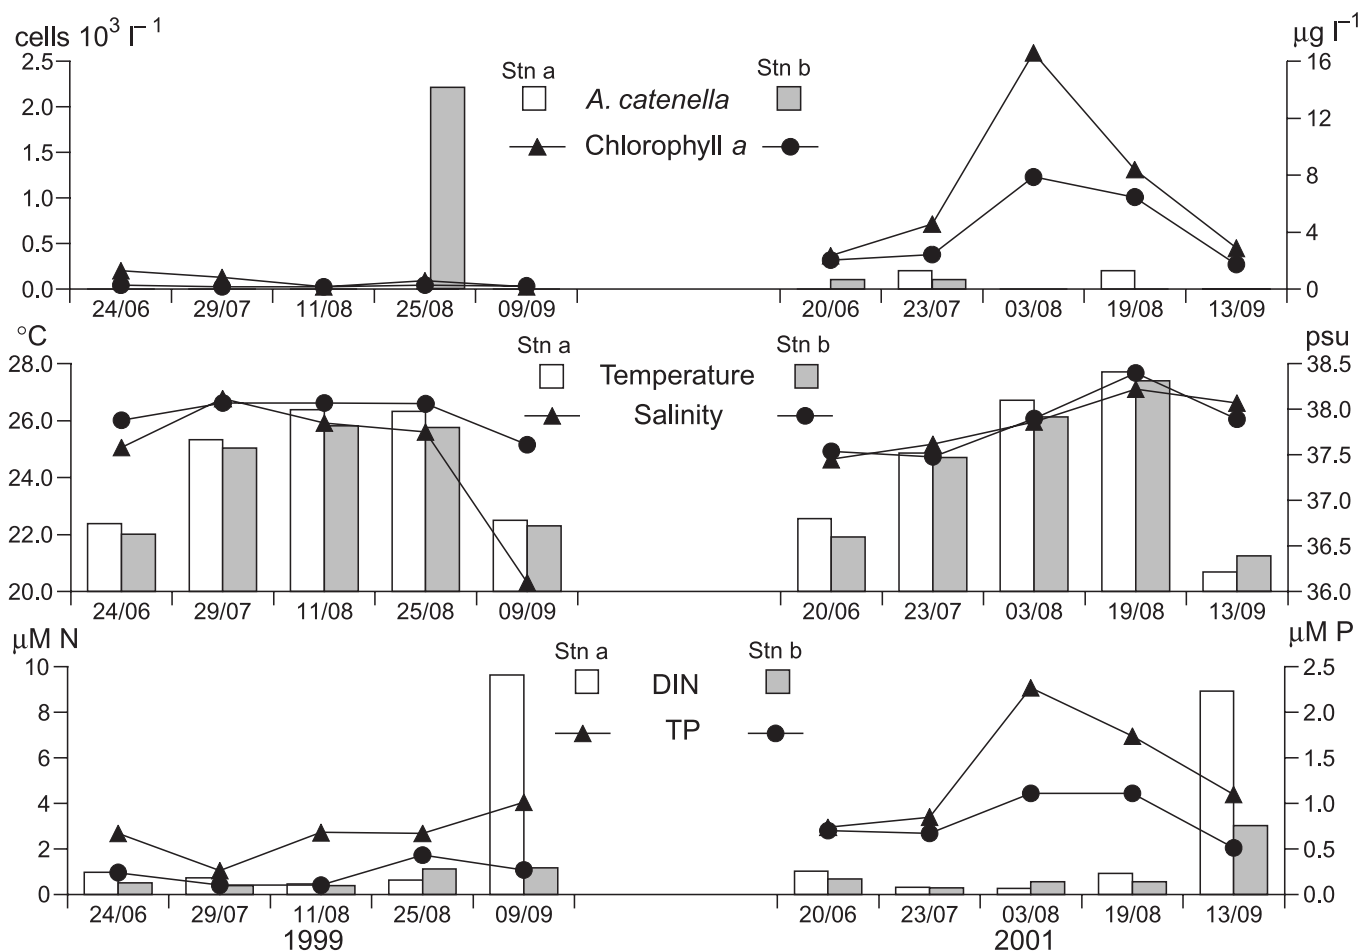 cells 10³ l⁻¹
μg l⁻¹
Stn a Stn b
A. catenella
Chlorophyll a
2.5
2.0
1.5
1.0
0.5
0.0
16
12
8
4
0
24/06 29/07 11/08 25/08 09/09 20/06 23/07 03/08 19/08 13/09
°C
psu
Stn a Stn b
Temperature
Salinity
28.0
26.0
24.0
22.0
20.0
38.5
38.0
37.5
37.0
36.5
36.0
24/06 29/07 11/08 25/08 09/09 20/06 23/07 03/08 19/08 13/09
μM N
μM P
Stn a Stn b
DIN
TP
10
8
6
4
2
0
2.5
2.0
1.5
1.0
0.5
0.0
24/06 29/07 11/08 25/08 09/09 20/06 23/07 03/08 19/08 13/09
1999 2001